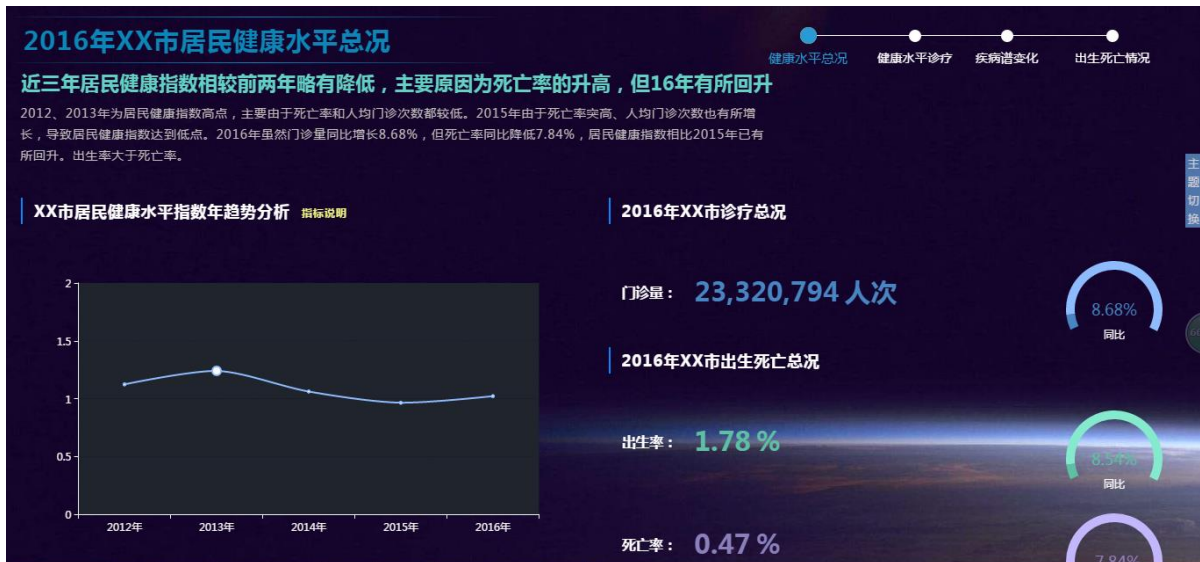 2016年XX市居民健康水平总况
健康水平总况
健康水平诊疗
疾病谱变化
出生死亡情况
近三年居民健康指数相较前两年略有降低，主要原因为死亡率的升高，但16年有所回升
2012、2013年为居民健康指数高点，主要由于死亡率和人均门诊次数都较低。2015年由于死亡率突高、人均门诊次数也有所增
长，导致居民健康指数达到低点。2016年虽然门诊量同比增长8.68%，但死亡率同比降低7.84%，居民健康指数相比2015年已有
所回升。出生率大于死亡率。
主
题
切
换
XX市居民健康水平指数年趋势分析 指标说明
2
1.5
1
0.5
0
2012年
2013年
2014年
2015年
2016年
2016年XX市诊疗总况
门诊量： 23,320,794 人次
8.68%
同比
2016年XX市出生死亡总况
出生率： 1.78 %
8.54%
同比
死亡率： 0.47 %
7.84%